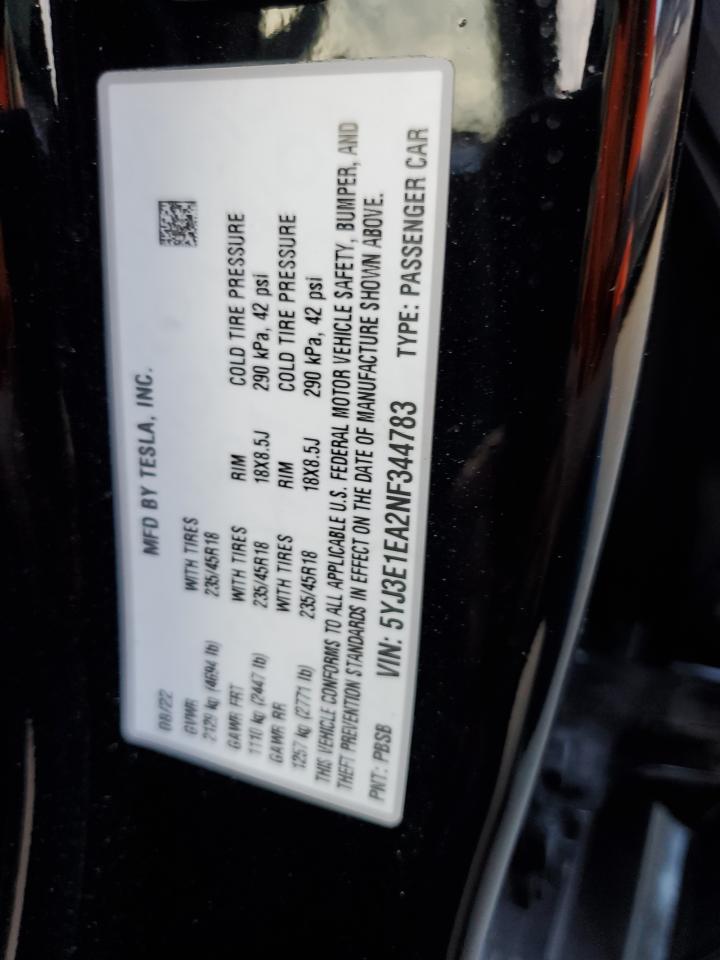 MFD BY TESLA, INC.
08/22
GVWR WITH TIRES
2129 kg (4694 lb) 235/45R18
GAWR FRT WITH TIRES RIM COLD TIRE PRESSURE
1110 kg (2447 lb) 235/45R18 18X8.5J 290 kPa, 42 psi
GAWR RR WITH TIRES RIM COLD TIRE PRESSURE
1257 kg (2771 lb) 235/45R18 18X8.5J 290 kPa, 42 psi
THIS VEHICLE CONFORMS TO ALL APPLICABLE U.S. FEDERAL MOTOR VEHICLE SAFETY, BUMPER, AND
THEFT PREVENTION STANDARDS IN EFFECT ON THE DATE OF MANUFACTURE SHOWN ABOVE.
PNT: PBSB VIN: 5YJ3E1EA2NF344783 TYPE: PASSENGER CAR